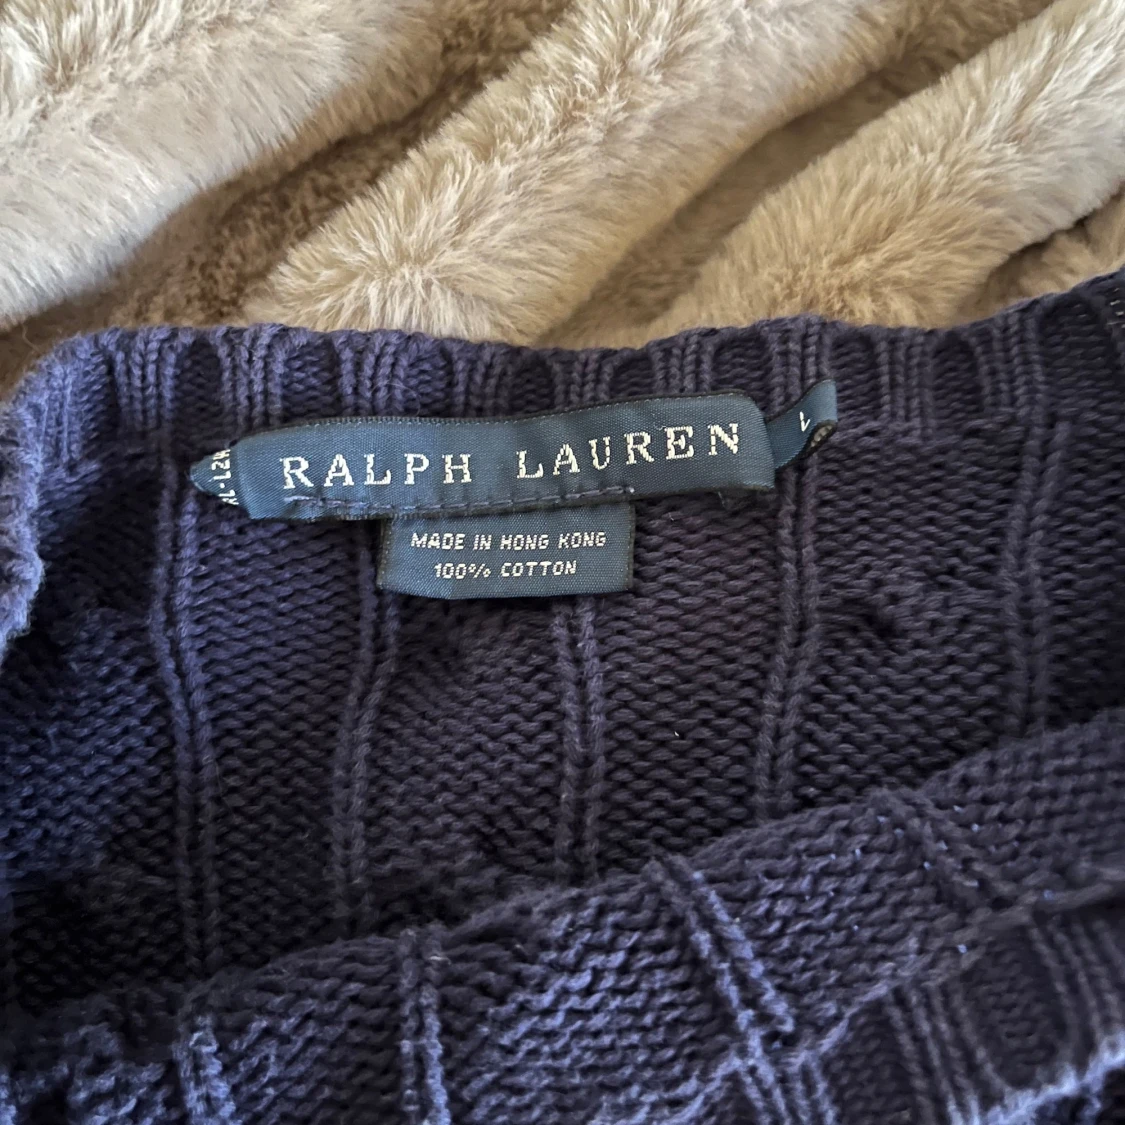 RALPH LAUREN
L
MADE IN HONG KONG
100% COTTON